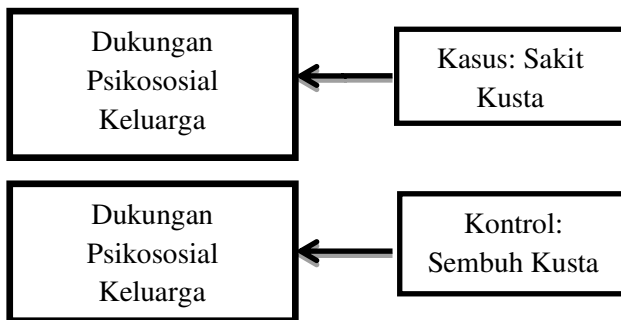 Dukungan
Psikososial
Keluarga
Kasus: Sakit
Kusta
Dukungan
Psikososial
Keluarga
Kontrol:
Sembuh Kusta